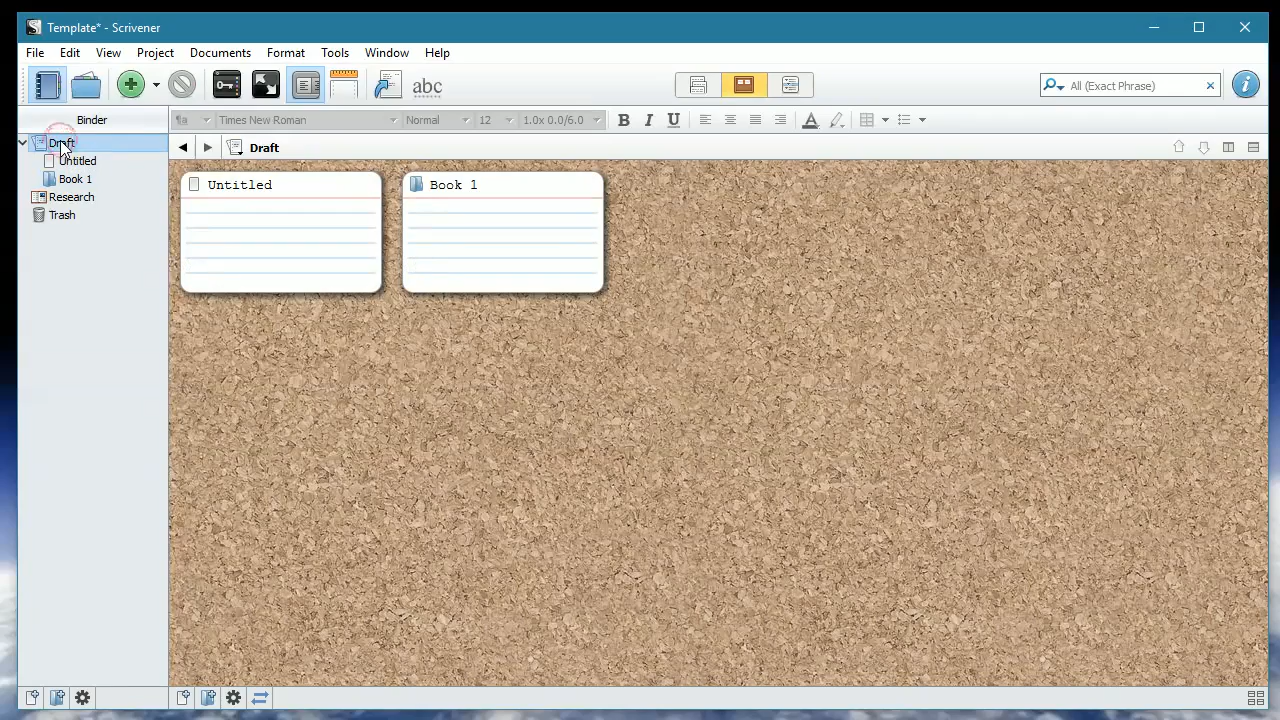 Template* - Scrivener
File Edit View Project Documents Format Tools Window Help
abc
All (Exact Phrase)
Binder
Times New Roman Normal 12 1.0x 0.0/6.0 B I U A
Draft
Draft
Untitled
Book 1
Research
Trash
Untitled
Book 1